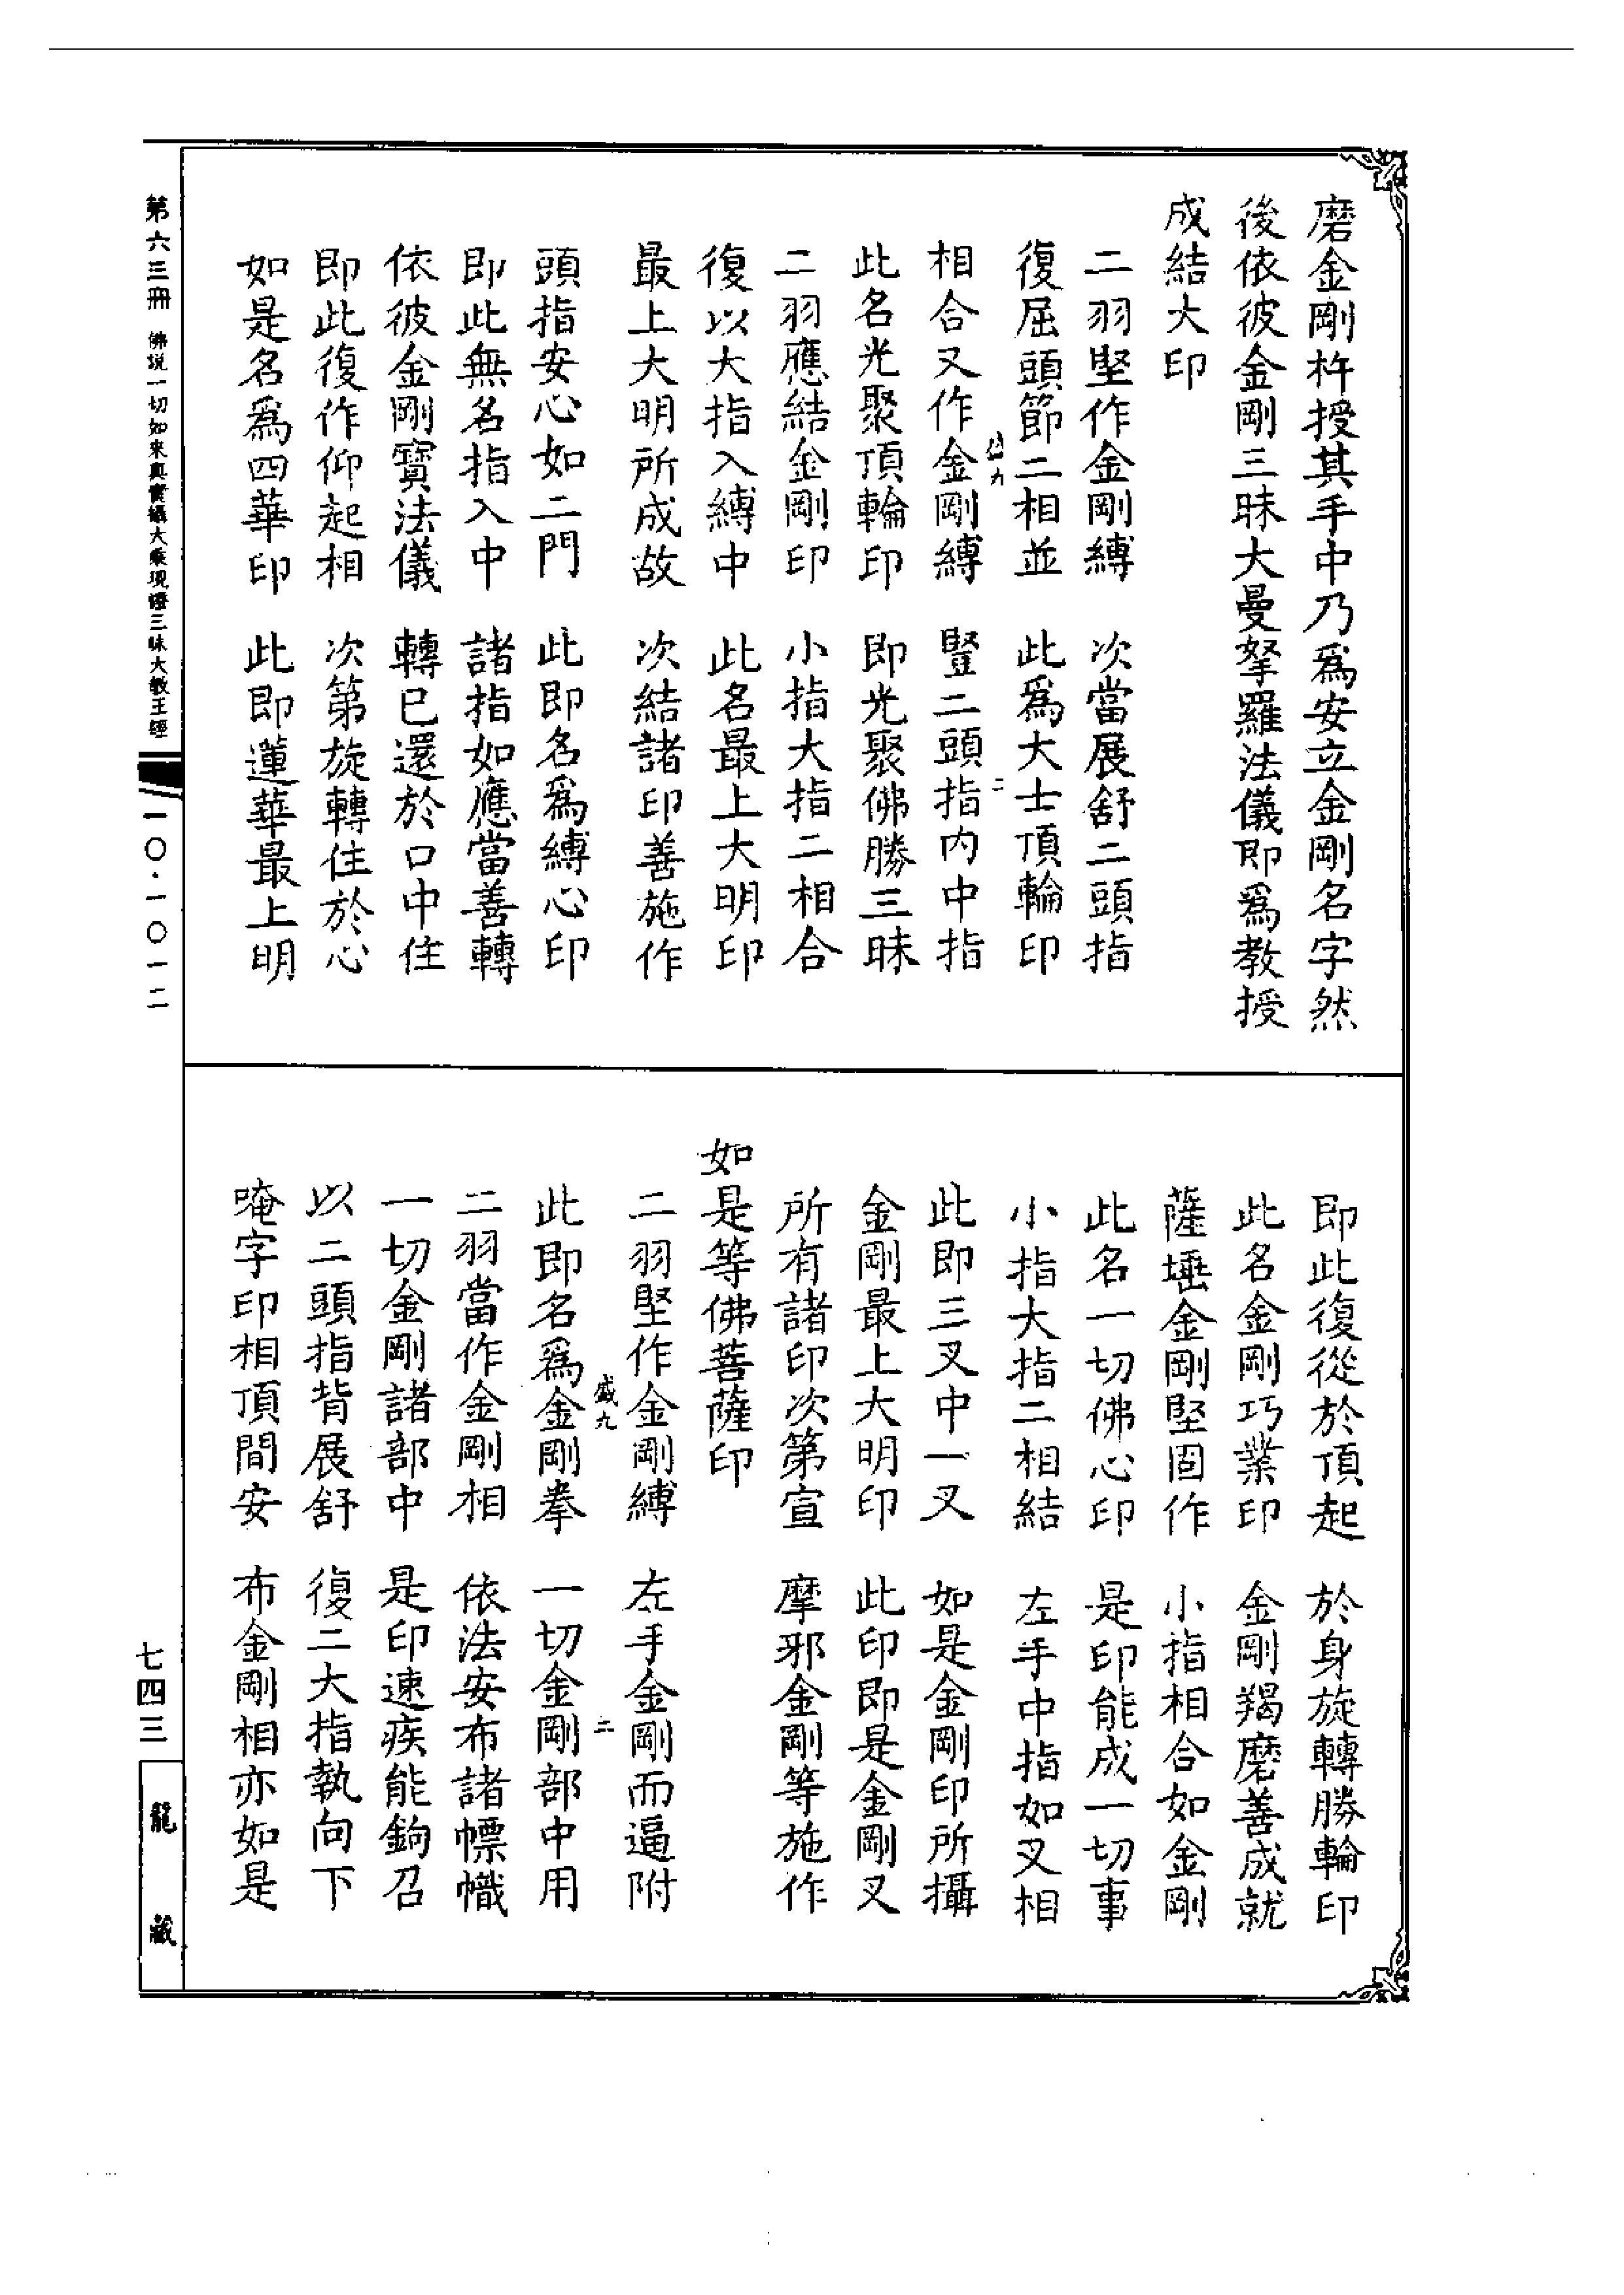 磨金剛杵授其手中乃爲安立金剛名字然
後依彼金剛三昧大曼拏羅法儀即爲教授
成結大印
二羽堅作金剛縛　次當展舒二頭指
復屈頭節二相並　此爲大士頂輪印
相合又作金剛縛　豎二頭指内中指
此名光聚頂輪印　即光聚佛勝三昧
二羽應結金剛印　小指大指二相合
復以大指入縛中　此名最上大明印
最上大明所成故　次結諸印善施作
頭指安心如二門　此即名爲縛心印
即此無名指入中　諸指如應當善轉
依彼金剛寶法儀　轉已還於口中住
即此復作仰起相　次第旋轉住於心
如是名爲四華印　此即蓮華最上明
即此復從於頂起　於身旋轉勝輪印
此名金剛巧業印　金剛羯磨善成就
薩埵金剛堅固作　小指相合如金剛
此名一切佛心印　是印能成一切事
小指大指二相結　左手中指如叉相
此即三叉中一叉　如是金剛印所攝
金剛最上大明印　此印即是金剛叉
所有諸印次第宣　摩邪金剛等施作
如是等佛菩薩印
二羽堅作金剛縛　左手金剛而逼附
盛九　二
此即名爲金剛拳　一切金剛部中用
二羽當作金剛相　依法安布諸幖幟
一切金剛諸部中　是印速疾能鉤召
以二頭指背展舒　復二大指執向下
唵字印相頂間安　布金剛相亦如是
第六三冊　佛説一切如來真實攝大乘現證三昧大教王經
一〇·一〇一二
七四三
龍藏